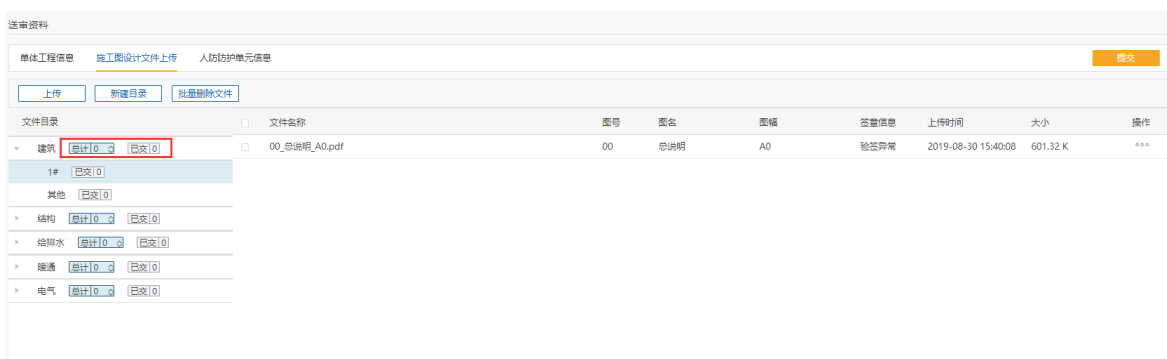 送审资料
单体工程信息 施工图设计文件上传 人防防护单元信息 提交
上传 新建目录 批量删除文件
文件目录 文件名称 图号 图名 图幅 签章信息 上传时间 大小 操作
建筑 总计 0 已交 0 00_总说明_A0.pdf 00 总说明 A0 验签异常 2019-08-30 15:40:08 601.32 K
1# 已交 0
其他 已交 0
结构 总计 0 已交 0
给排水 总计 0 已交 0
暖通 总计 0 已交 0
电气 总计 0 已交 0